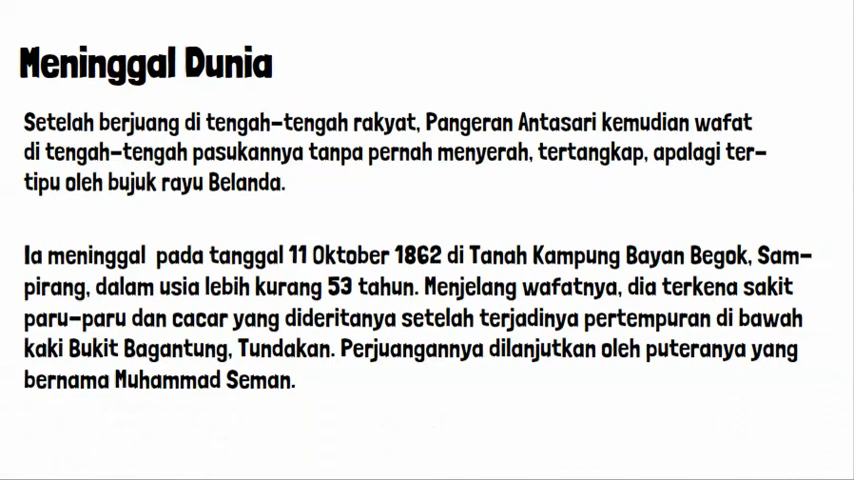 Meninggal Dunia
Setelah berjuang di tengah-tengah rakyat, Pangeran Antasari kemudian wafat
di tengah-tengah pasukannya tanpa pernah menyerah, tertangkap, apalagi ter-
tipu oleh bujuk rayu Belanda.
Ia meninggal pada tanggal 11 Oktober 1862 di Tanah Kampung Bayan Begok, Sam-
pirang, dalam usia lebih kurang 53 tahun. Menjelang wafatnya, dia terkena sakit
paru-paru dan cacar yang dideritanya setelah terjadinya pertempuran di bawah
kaki Bukit Bagantung, Tundakan. Perjuangannya dilanjutkan oleh puteranya yang
bernama Muhammad Seman.